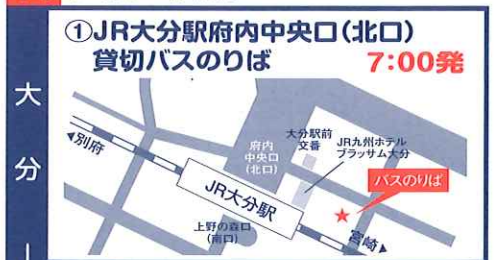 ①JR大分駅府内中央口(北口)
貸切バスのりば 7:00発
大
分
◀別府
府内
中央口
(北口)
大分駅前
交番
JR九州ホテル
ブラッサム大分
バスのりば
JR大分駅
上野の森口
(南口)
宮崎▶